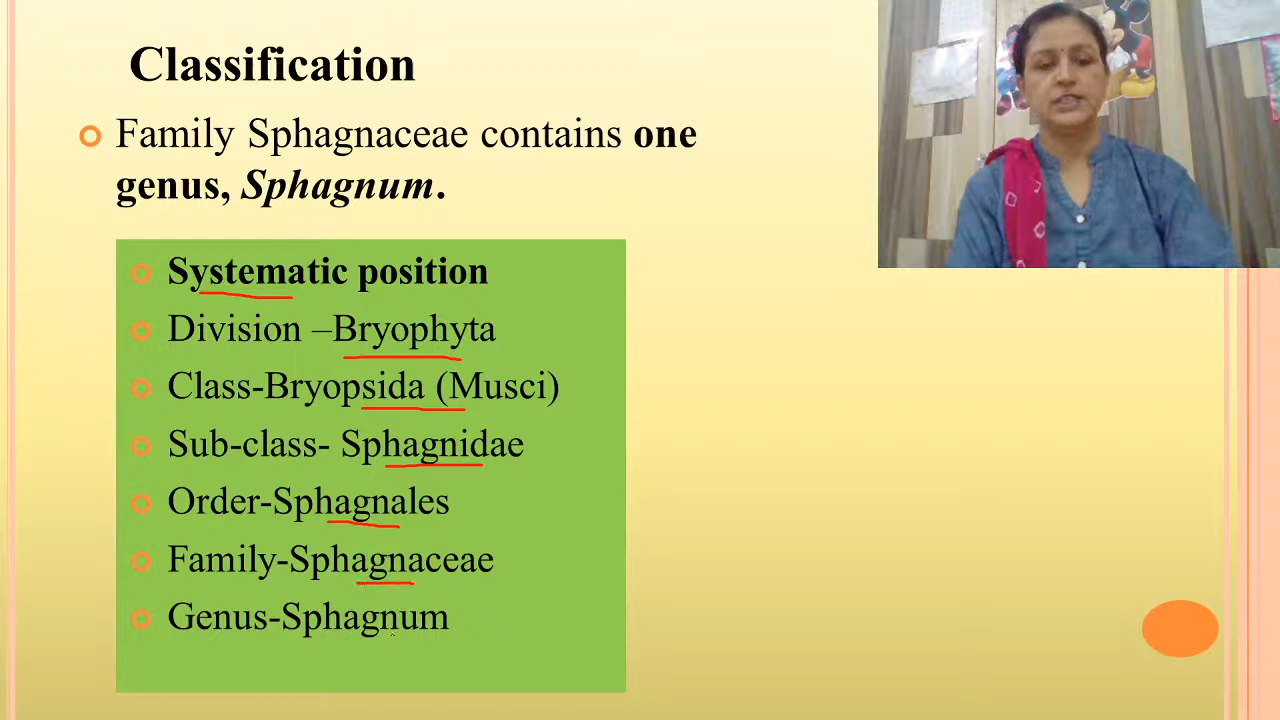 Classification
Family Sphagnaceae contains one
genus, Sphagnum.
Systematic position
Division –Bryophyta
Class-Bryopsida (Musci)
Sub-class- Sphagnidae
Order-Sphagnales
Family-Sphagnaceae
Genus-Sphagnum